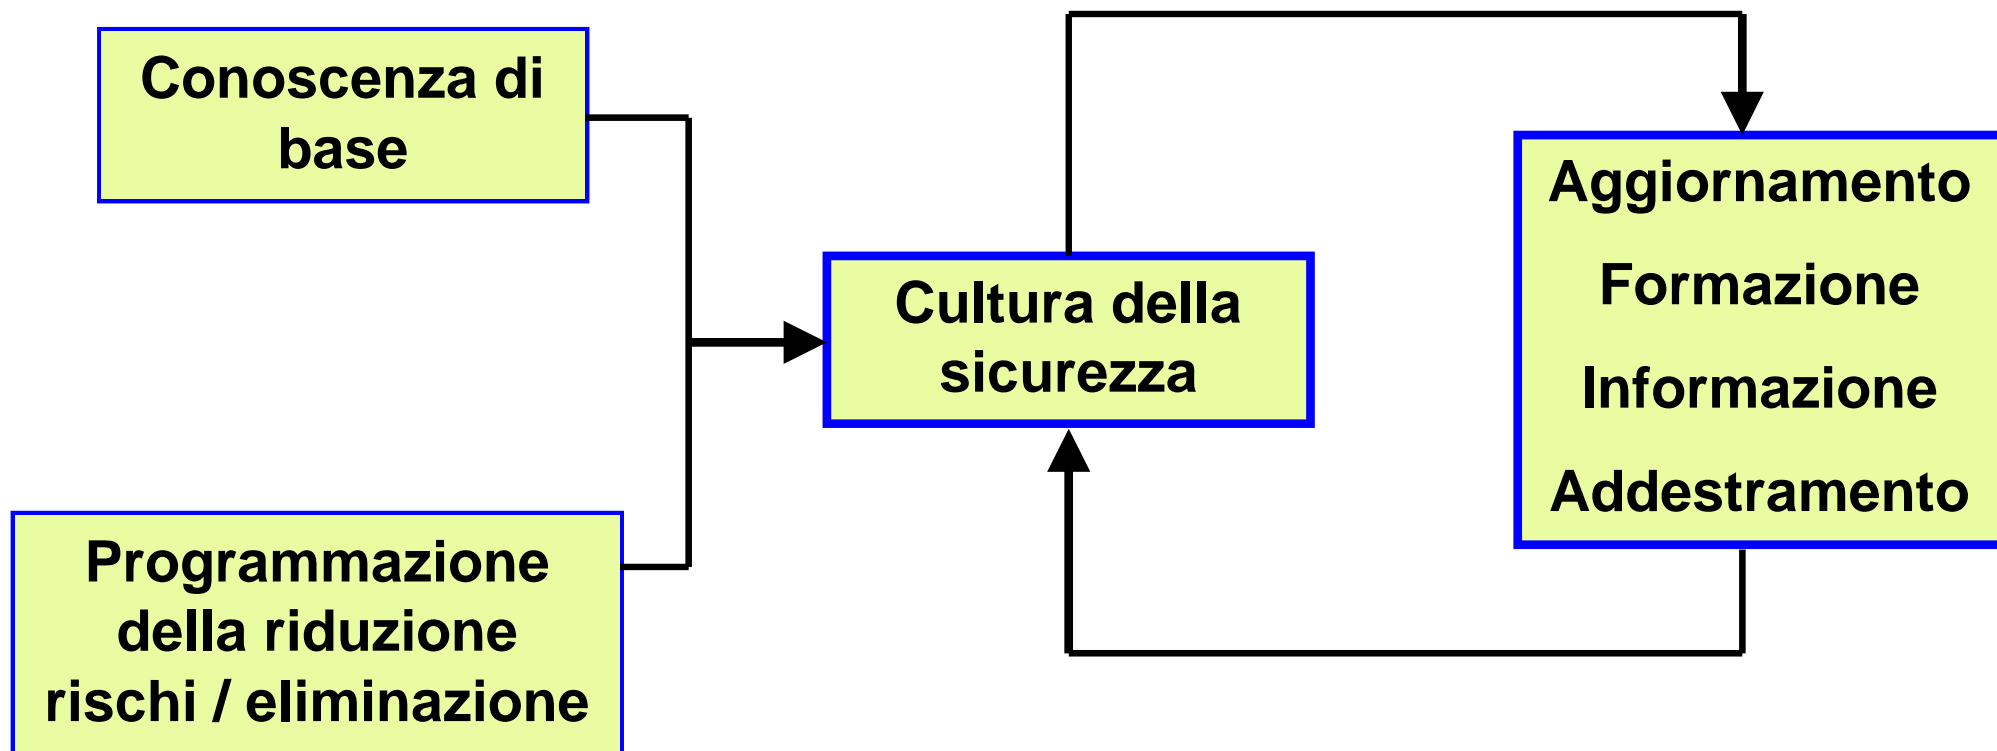 Conoscenza di
base
Programmazione
della riduzione
rischi / eliminazione
Cultura della
sicurezza
Aggiornamento
Formazione
Informazione
Addestramento